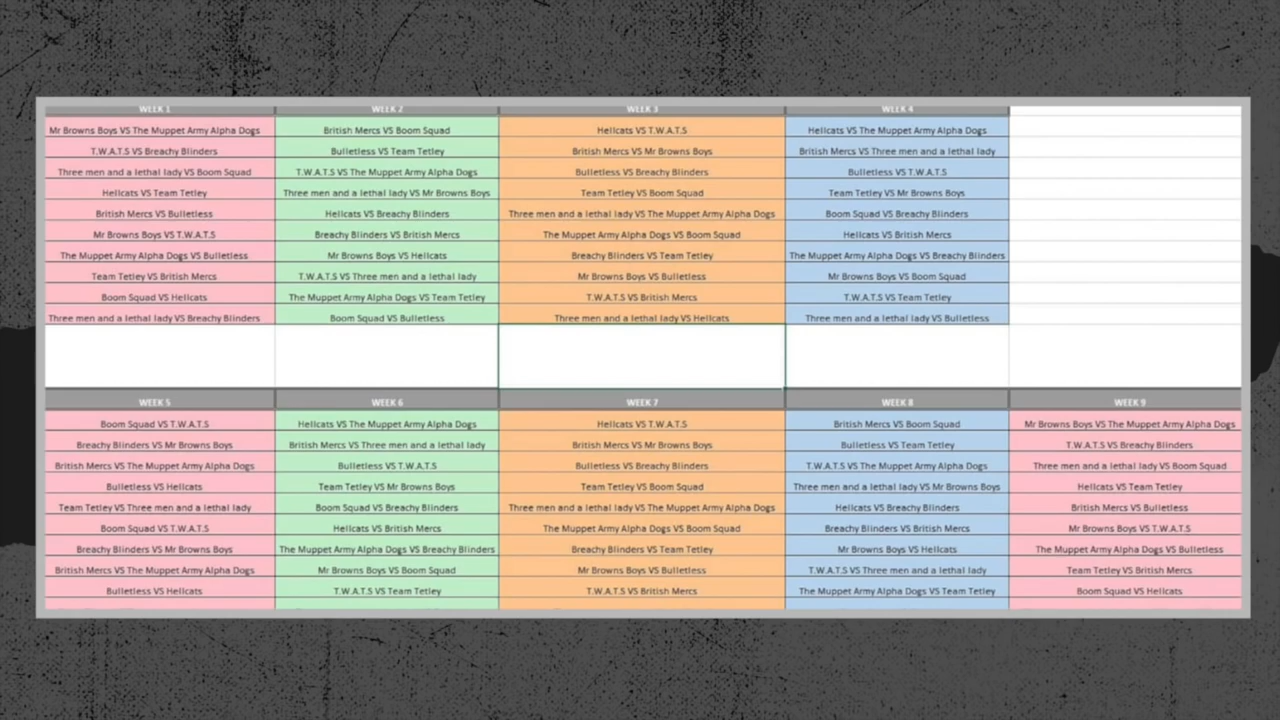 WEEK 1
Mr Browns Boys VS The Muppet Army Alpha Dogs
T.W.A.T.S VS Breachy Blinders
Three men and a lethal lady VS Boom Squad
Hellcats VS Team Tetley
British Mercs VS Bulletless
Mr Browns Boys VS T.W.A.T.S
The Muppet Army Alpha Dogs VS Bulletless
Team Tetley VS British Mercs
Boom Squad VS Hellcats
Three men and a lethal lady VS Breachy Blinders
WEEK 2
British Mercs VS Boom Squad
Bulletless VS Team Tetley
T.W.A.T.S VS The Muppet Army Alpha Dogs
Three men and a lethal lady VS Mr Browns Boys
Hellcats VS Breachy Blinders
Breachy Blinders VS British Mercs
Mr Browns Boys VS Hellcats
T.W.A.T.S VS Three men and a lethal lady
The Muppet Army Alpha Dogs VS Team Tetley
Boom Squad VS Bulletless
WEEK 3
Hellcats VS T.W.A.T.S
British Mercs VS Mr Browns Boys
Bulletless VS Breachy Blinders
Team Tetley VS Boom Squad
Three men and a lethal lady VS The Muppet Army Alpha Dogs
The Muppet Army Alpha Dogs VS Boom Squad
Breachy Blinders VS Team Tetley
Mr Browns Boys VS Bulletless
T.W.A.T.S VS British Mercs
Three men and a lethal lady VS Hellcats
WEEK 4
Hellcats VS The Muppet Army Alpha Dogs
British Mercs VS Three men and a lethal lady
Bulletless VS T.W.A.T.S
Team Tetley VS Mr Browns Boys
Boom Squad VS Breachy Blinders
Hellcats VS British Mercs
The Muppet Army Alpha Dogs VS Breachy Blinders
Mr Browns Boys VS Boom Squad
T.W.A.T.S VS Team Tetley
Three men and a lethal lady VS Bulletless
WEEK 5
Boom Squad VS T.W.A.T.S
Breachy Blinders VS Mr Browns Boys
British Mercs VS The Muppet Army Alpha Dogs
Bulletless VS Hellcats
Team Tetley VS Three men and a lethal lady
Boom Squad VS T.W.A.T.S
Breachy Blinders VS Mr Browns Boys
British Mercs VS The Muppet Army Alpha Dogs
Bulletless VS Hellcats
WEEK 6
Hellcats VS The Muppet Army Alpha Dogs
British Mercs VS Three men and a lethal lady
Bulletless VS T.W.A.T.S
Team Tetley VS Mr Browns Boys
Boom Squad VS Breachy Blinders
Hellcats VS British Mercs
The Muppet Army Alpha Dogs VS Breachy Blinders
Mr Browns Boys VS Boom Squad
T.W.A.T.S VS Team Tetley
WEEK 7
Hellcats VS T.W.A.T.S
British Mercs VS Mr Browns Boys
Bulletless VS Breachy Blinders
Team Tetley VS Boom Squad
Three men and a lethal lady VS The Muppet Army Alpha Dogs
The Muppet Army Alpha Dogs VS Boom Squad
Breachy Blinders VS Team Tetley
Mr Browns Boys VS Bulletless
T.W.A.T.S VS British Mercs
WEEK 8
British Mercs VS Boom Squad
Bulletless VS Team Tetley
T.W.A.T.S VS The Muppet Army Alpha Dogs
Three men and a lethal lady VS Mr Browns Boys
Hellcats VS Breachy Blinders
Breachy Blinders VS British Mercs
Mr Browns Boys VS Hellcats
T.W.A.T.S VS Three men and a lethal lady
The Muppet Army Alpha Dogs VS Team Tetley
WEEK 9
Mr Browns Boys VS The Muppet Army Alpha Dogs
T.W.A.T.S VS Breachy Blinders
Three men and a lethal lady VS Boom Squad
Hellcats VS Team Tetley
British Mercs VS Bulletless
Mr Browns Boys VS T.W.A.T.S
The Muppet Army Alpha Dogs VS Bulletless
Team Tetley VS British Mercs
Boom Squad VS Hellcats